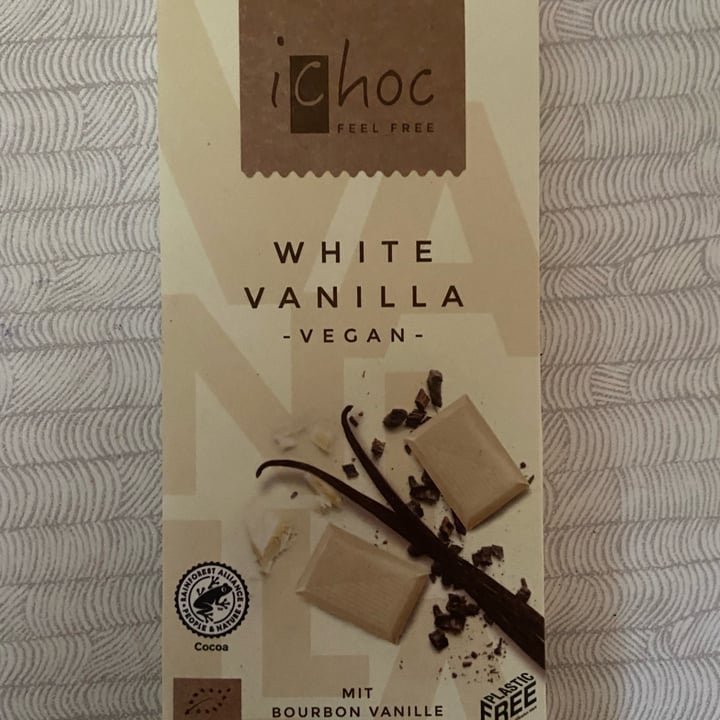 ichoc
FEEL FREE
WHITE
VANILLA
-VEGAN-
RAINFOREST ALLIANCE
PEOPLE & NATURE
Cocoa
MIT
BOURBON VANILLE
PLASTIC
FREE